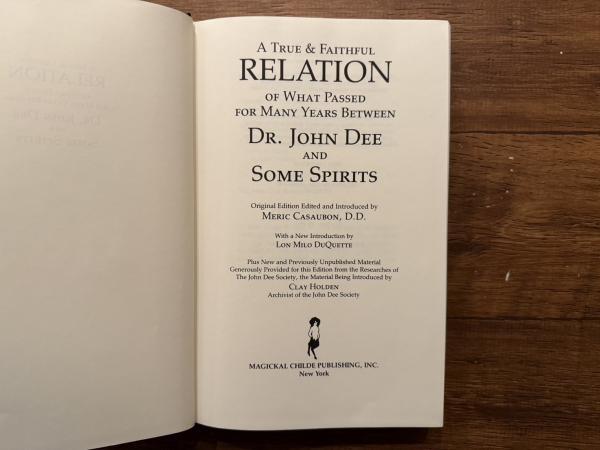 A True & Faithful
RELATION
of What Passed
for Many Years Between
Dr. John Dee
and
Some Spirits
Original Edition Edited and Introduced by
Meric Casaubon, D.D.
With a New Introduction by
Lon Milo DuQuette
Plus New and Previously Unpublished Material
Generously Provided for this Edition from the Researches of
The John Dee Society, the Material Being Introduced by
Clay Holden
Archivist of the John Dee Society
MAGICKAL CHILDE PUBLISHING, INC.
New York